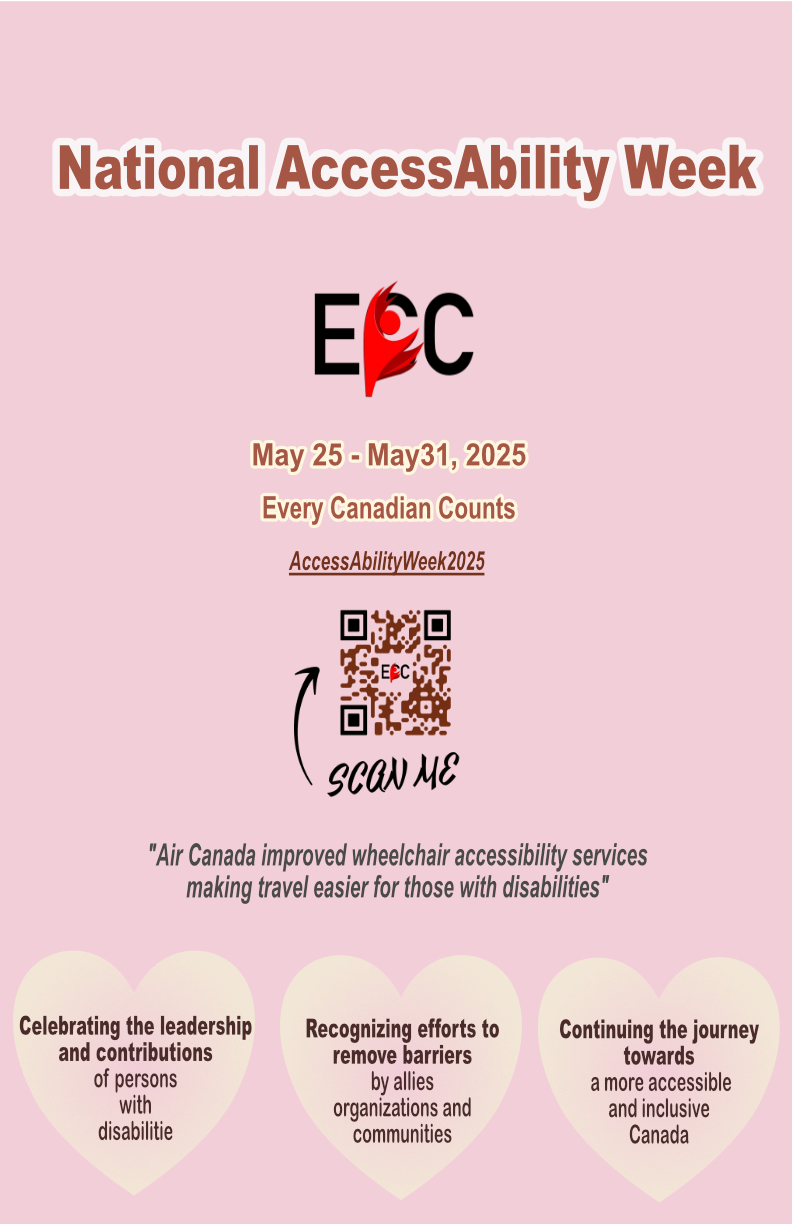 National AccessAbility Week
ECC
May 25 - May31, 2025
Every Canadian Counts
AccessAbilityWeek2025
ECC
SCAN ME
"Air Canada improved wheelchair accessibility services
making travel easier for those with disabilities"
Celebrating the leadership
and contributions
of persons
with
disabilitie
Recognizing efforts to
remove barriers
by allies
organizations and
communities
Continuing the journey
towards
a more accessible
and inclusive
Canada